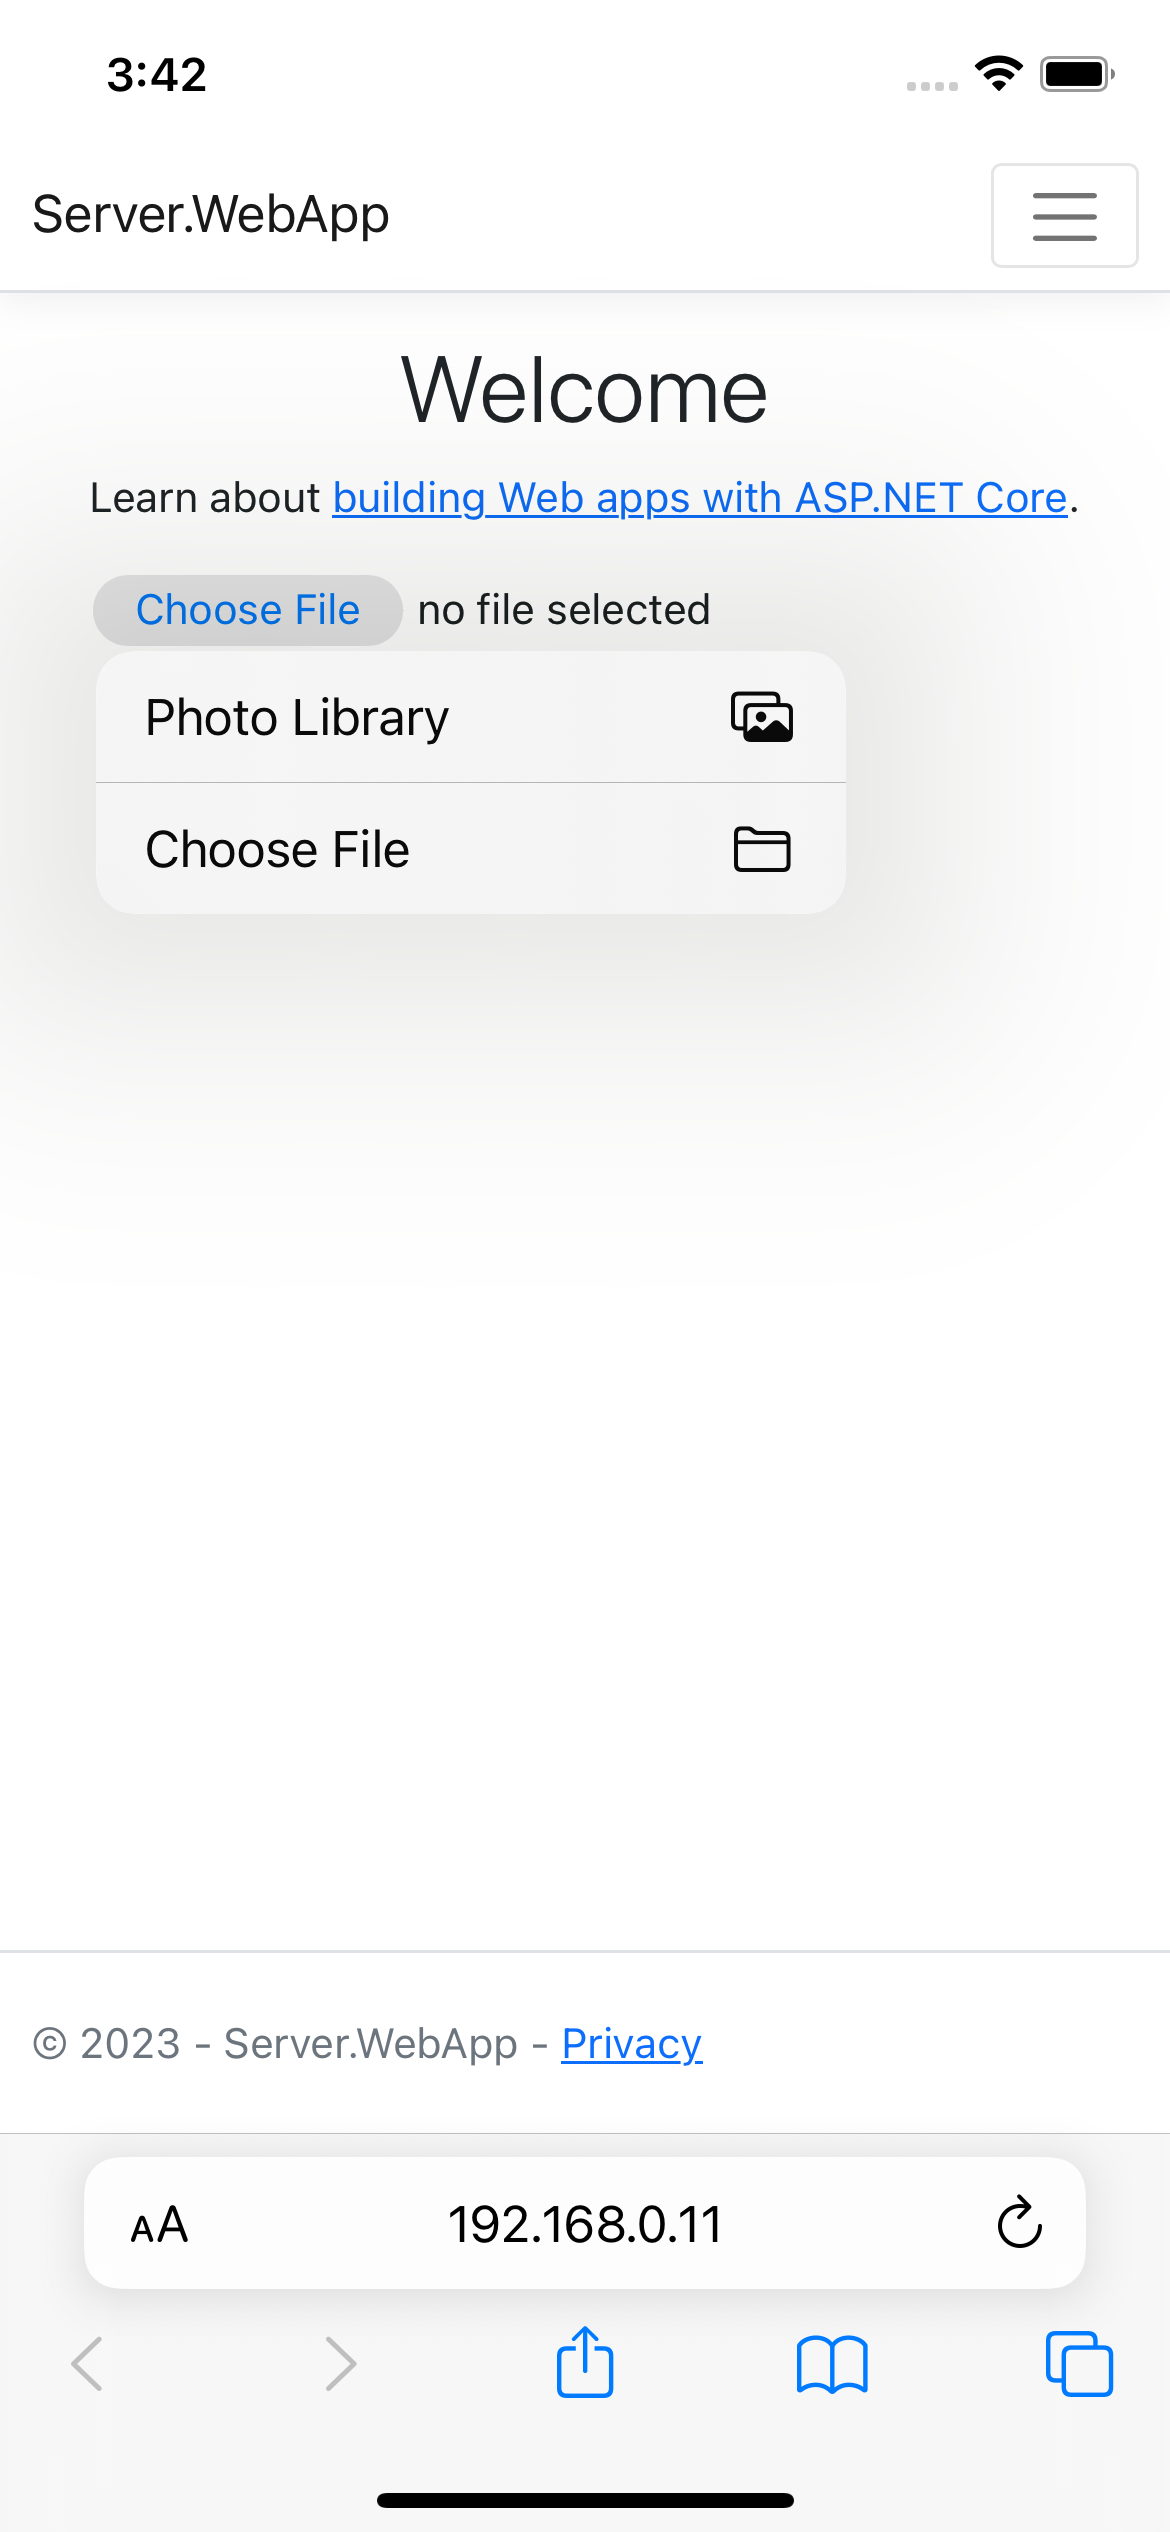 3:42
Server.WebApp
Welcome
Learn about building Web apps with ASP.NET Core.
Choose File no file selected
Photo Library
Choose File
© 2023 - Server.WebApp - Privacy
AA 192.168.0.11